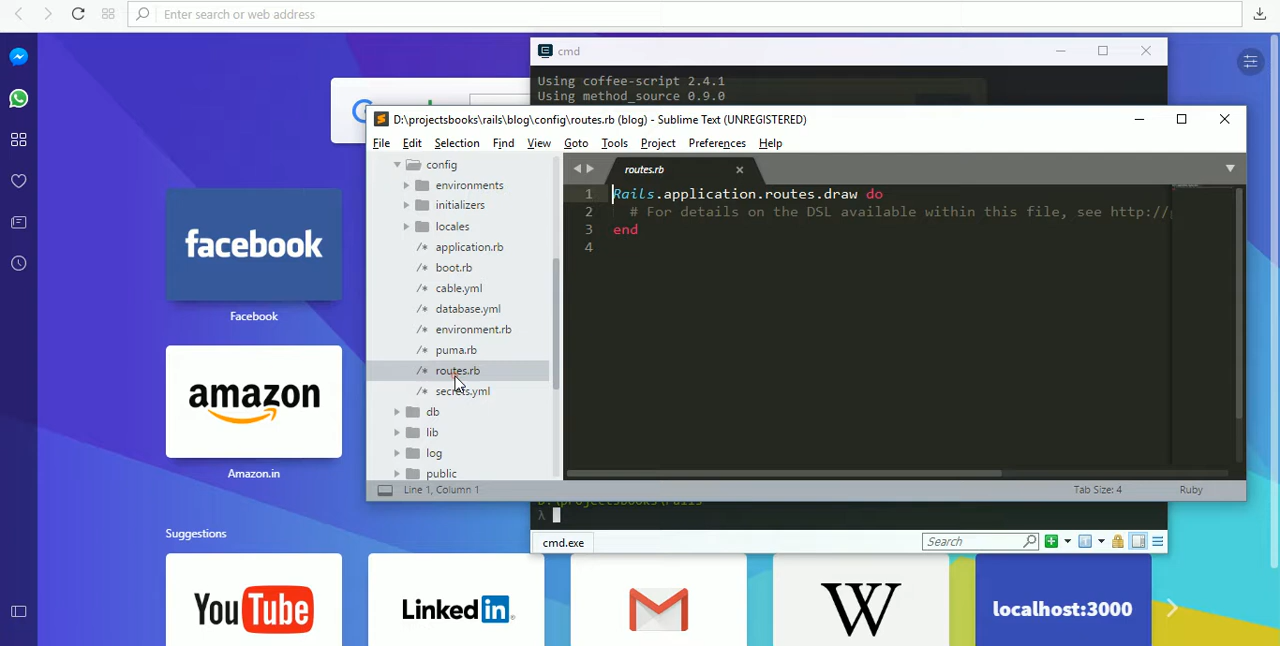 Enter search or web address
cmd
Using coffee-script 2.4.1
Using method_source 0.9.0
D:\projectsbooks\rails\blog\config\routes.rb (blog) - Sublime Text (UNREGISTERED)
File Edit Selection Find View Goto Tools Project Preferences Help
config
environments
initializers
locales
/* application.rb
/* boot.rb
/* cable.yml
/* database.yml
/* environment.rb
/* puma.rb
/* routes.rb
/* secrets.yml
db
lib
log
public
routes.rb
1 Rails.application.routes.draw do
2 # For details on the DSL available within this file, see http://
3 end
4
Line 1, Column 1
Tab Size: 4
Ruby
D:\projectsbooks\rails
λ
cmd.exe
Search
facebook
Facebook
amazon
Amazon.in
Suggestions
YouTube
LinkedIn
W
localhost:3000